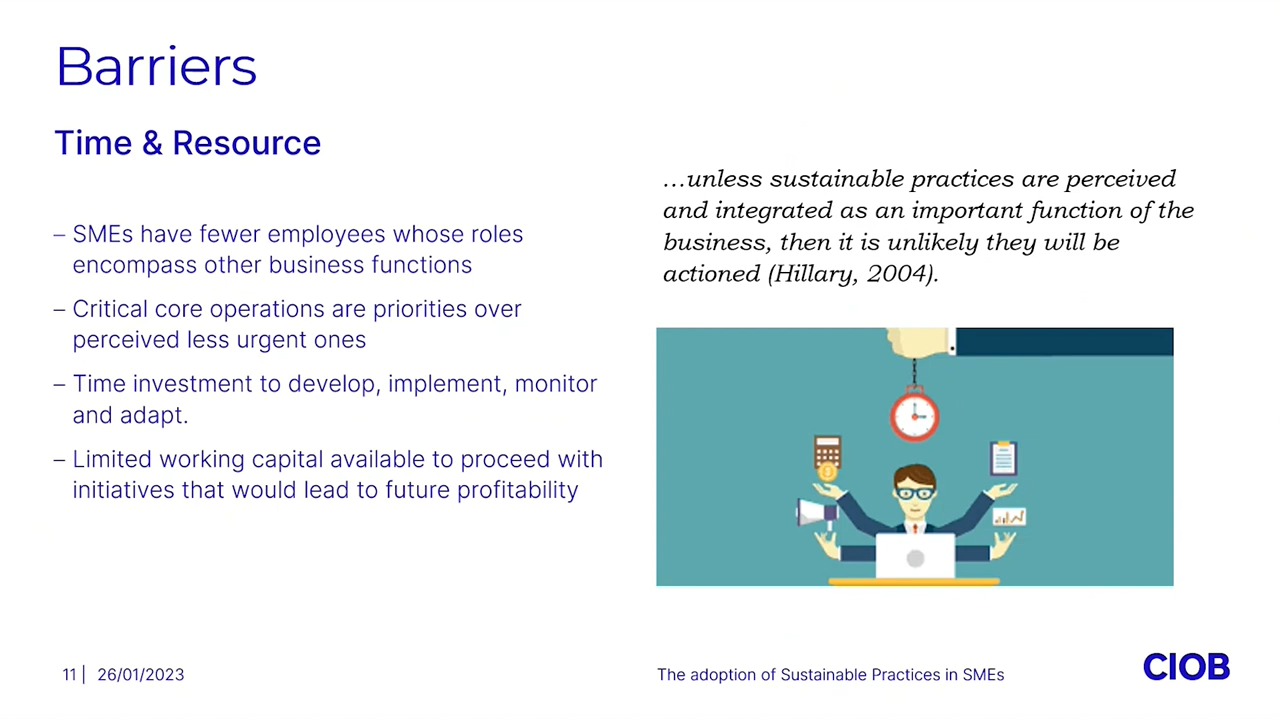 Barriers
Time & Resource
– SMEs have fewer employees whose roles
encompass other business functions
– Critical core operations are priorities over
perceived less urgent ones
– Time investment to develop, implement, monitor
and adapt.
– Limited working capital available to proceed with
initiatives that would lead to future profitability
...unless sustainable practices are perceived
and integrated as an important function of the
business, then it is unlikely they will be
actioned (Hillary, 2004).
11 | 26/01/2023
The adoption of Sustainable Practices in SMEs
CIOB